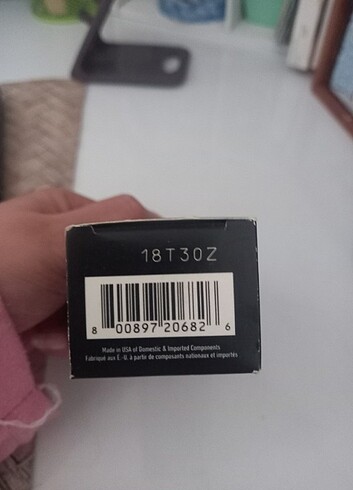 18T30Z
8 00897 20682 6
Made in USA of Domestic & Imported Components
Fabriqué aux É.-U. à partir de composants nationaux et importés